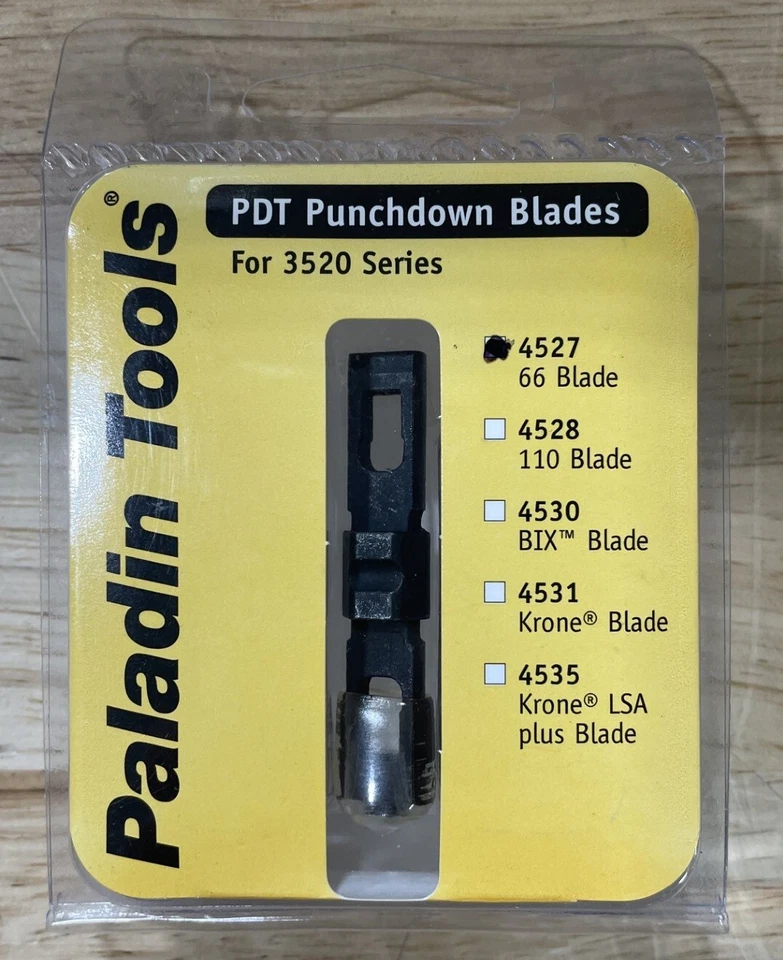 Paladin Tools®
PDT Punchdown Blades
For 3520 Series
4527
66 Blade
4528
110 Blade
4530
BIX™ Blade
4531
Krone® Blade
4535
Krone® LSA
plus Blade